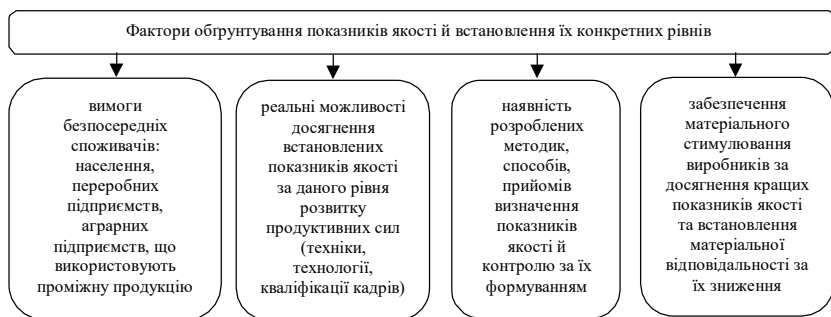 Фактори обґрунтування показників якості й встановлення їх конкретних рівнів
вимоги
безпосередніх
споживачів:
населення,
переробних
підприємств,
аграрних
підприємств, що
використовують
проміжну продукцію
реальні можливості
досягнення
встановлених
показників якості
за даного рівня
розвитку
продуктивних сил
(техніки,
технології,
кваліфікації кадрів)
наявність
розроблених
методик,
способів,
прийомів
визначення
показників
якості й
контролю за їх
формуванням
забезпечення
матеріального
стимулювання
виробників за
досягнення кращих
показників якості
та встановлення
матеріальної
відповідальності за
їх зниження